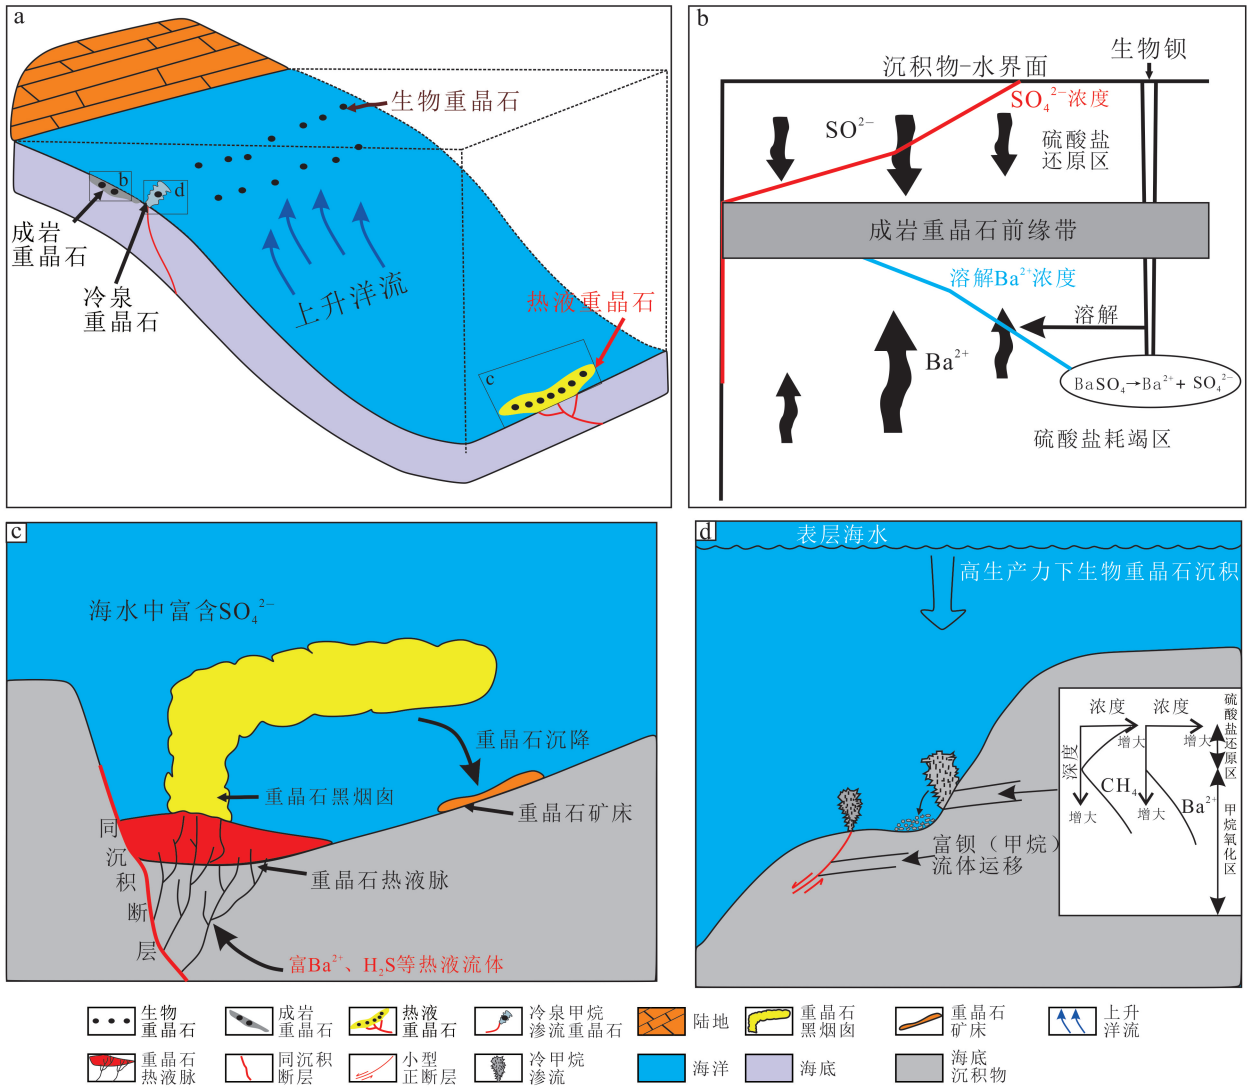 a
生物重晶石
b
d
成岩
重晶石
冷泉
重晶石
上升洋流
热液重晶石
c
b
生物钡
沉积物-水界面
SO₄²⁻浓度
SO²⁻
硫酸盐
还原区
成岩重晶石前缘带
溶解Ba²⁺浓度
溶解
Ba²⁺
BaSO₄→Ba²⁺+ SO₄²⁻
硫酸盐耗竭区
c
海水中富含SO₄²⁻
重晶石沉降
重晶石黑烟囱
重晶石矿床
同沉积断层
重晶石热液脉
富Ba²⁺、H₂S等热液流体
d
表层海水
高生产力下生物重晶石沉积
浓度
浓度
增大
增大
深度
CH₄
Ba²⁺
增大
增大
硫酸盐还原区
甲烷氧化区
富钡（甲烷）
流体运移
生物
重晶石
成岩
重晶石
热液
重晶石
冷泉甲烷
渗流重晶石
陆地
重晶石
黑烟囱
重晶石
矿床
上升
洋流
重晶石
热液脉
同沉积
断层
小型
正断层
冷甲烷
渗流
海洋
海底
海底
沉积物